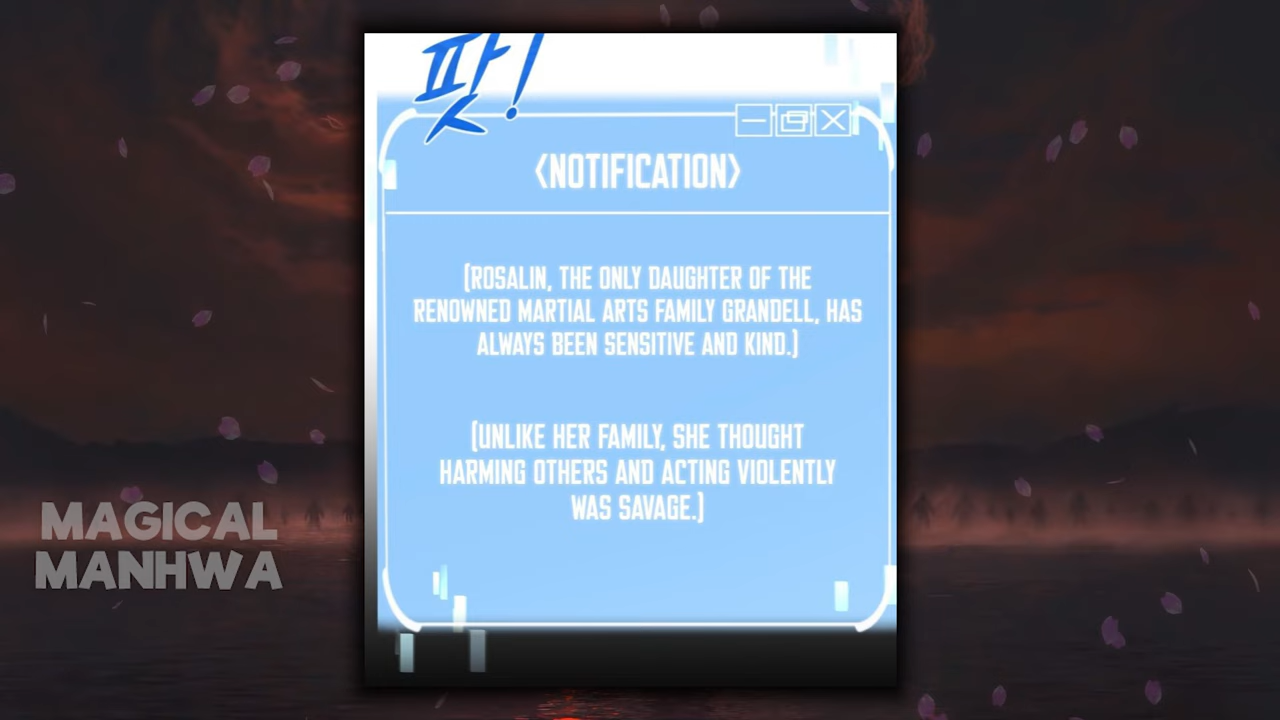 팟!
<NOTIFICATION>
[ROSALIN, THE ONLY DAUGHTER OF THE
RENOWNED MARTIAL ARTS FAMILY GRANDELL, HAS
ALWAYS BEEN SENSITIVE AND KIND.]
[UNLIKE HER FAMILY, SHE THOUGHT
HARMING OTHERS AND ACTING VIOLENTLY
WAS SAVAGE.]
MAGICAL
MANHWA